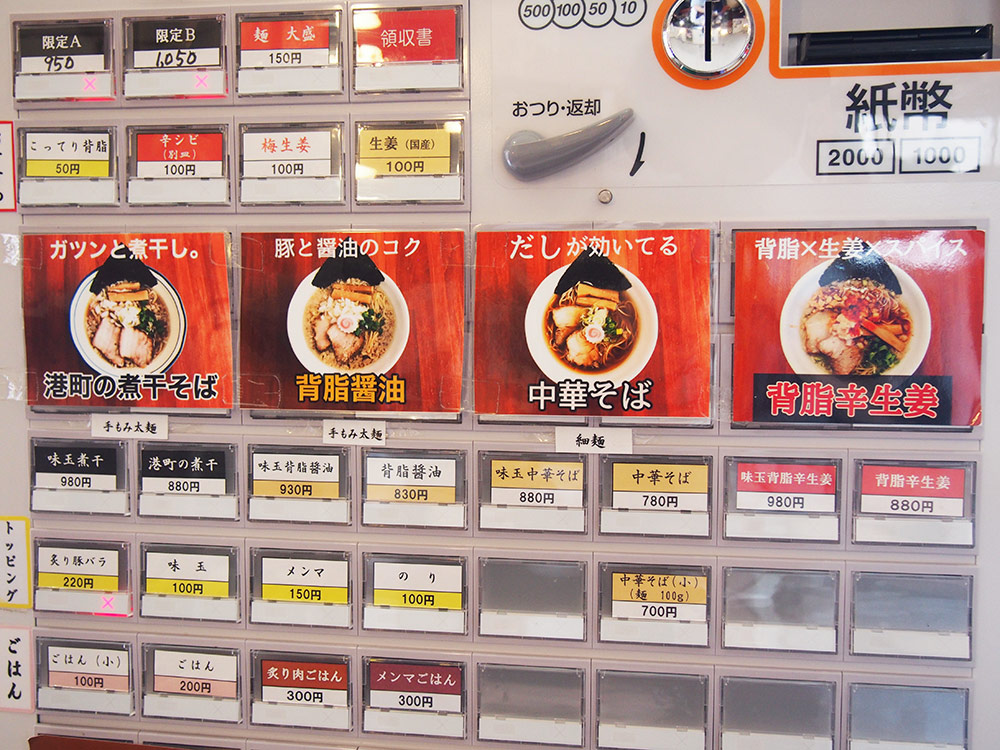 限定A
950
限定B
1,050
麺 大盛
150円
領収書
500 100 50 10
おつり・返却
紙幣
2000 1000
こってり背脂
50円
辛シビ
(別皿)
100円
梅生姜
100円
生姜(国産)
100円
ガツンと煮干し。
港町の煮干そば
手もみ太麺
豚と醤油のコク
背脂醤油
手もみ太麺
だしが効いてる
中華そば
細麺
背脂×生姜×スパイス
背脂辛生姜
味玉煮干
980円
港町の煮干
880円
味玉背脂醤油
930円
背脂醤油
830円
味玉中華そば
880円
中華そば
780円
味玉背脂辛生姜
980円
背脂辛生姜
880円
トッピング
炙り豚バラ
220円
味玉
100円
メンマ
150円
のり
100円
中華そば(小)
(麺 100g)
700円
ごはん
ごはん(小)
100円
ごはん
200円
炙り肉ごはん
300円
メンマごはん
300円